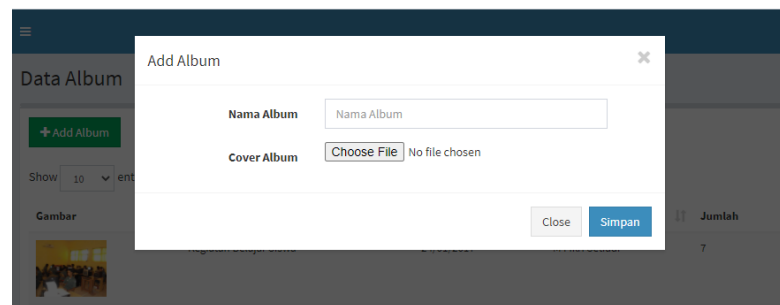 Add Album
Data Album
Nama Album
Nama Album
+ Add Album
Cover Album
Choose File No file chosen
Show 10 ent
Close
Simpan
Gambar
Jumlah
7